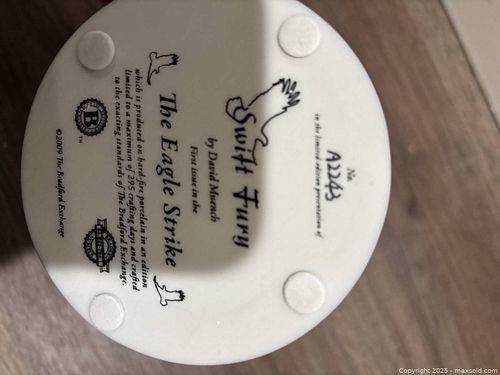 No.
A2243
in the limited edition presentation of
Swift Fury
by David Muench
First issue in the
The Eagle Strike
which is produced on hard-fire porcelain in an edition
limited to a maximum of 295 crafting days and crafted
to the exacting standards of The Bradford Exchange.
B
TM
©2009 The Bradford Exchange
Copyright © 2025 - maxsold.com